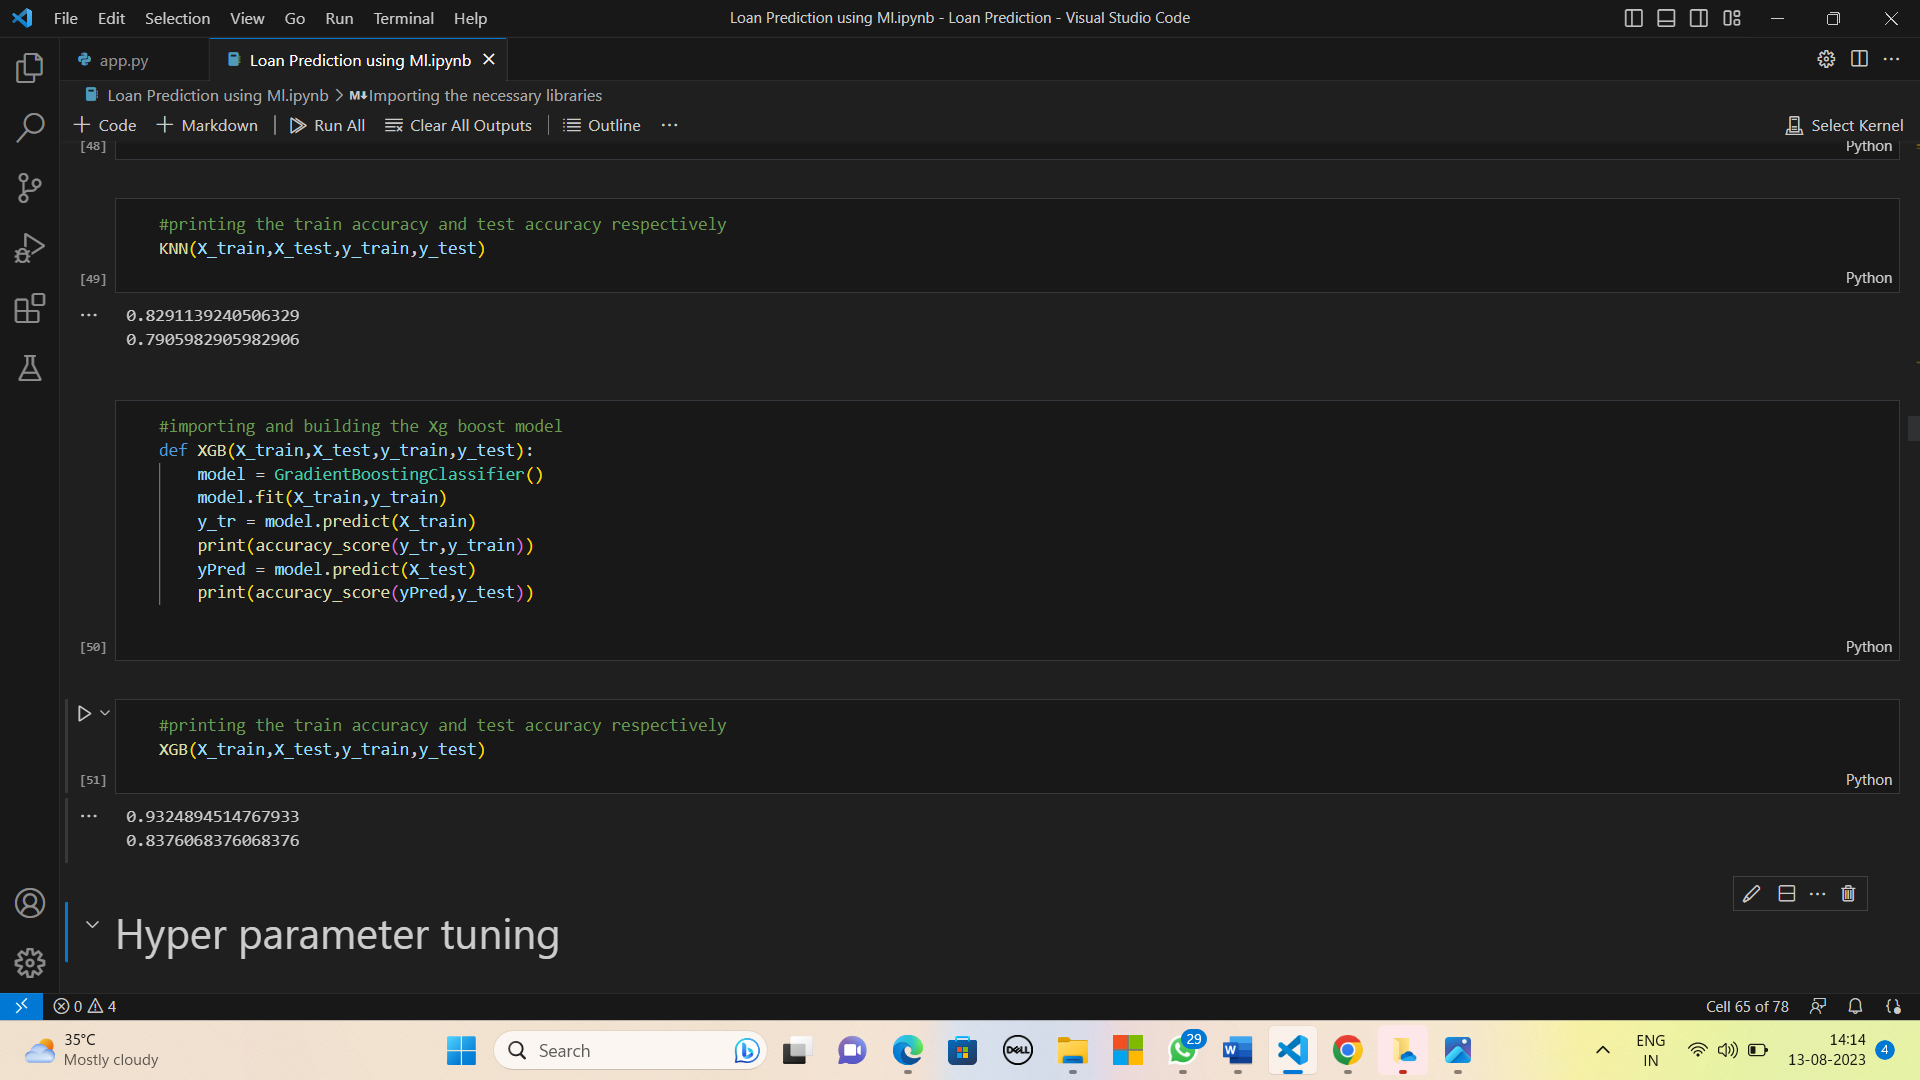 File Edit Selection View Go Run Terminal Help
Loan Prediction using Ml.ipynb - Loan Prediction - Visual Studio Code
app.py
Loan Prediction using Ml.ipynb
Loan Prediction using Ml.ipynb > M↓Importing the necessary libraries
+ Code + Markdown | Run All Clear All Outputs | Outline ...
Select Kernel
[48]
Python
#printing the train accuracy and test accuracy respectively
KNN(X_train,X_test,y_train,y_test)
[49]
Python
0.8291139240506329
0.7905982905982906
#importing and building the Xg boost model
def XGB(X_train,X_test,y_train,y_test):
    model = GradientBoostingClassifier()
    model.fit(X_train,y_train)
    y_tr = model.predict(X_train)
    print(accuracy_score(y_tr,y_train))
    yPred = model.predict(X_test)
    print(accuracy_score(yPred,y_test))
[50]
Python
#printing the train accuracy and test accuracy respectively
XGB(X_train,X_test,y_train,y_test)
[51]
Python
0.9324894514767933
0.8376068376068376
Hyper parameter tuning
0 4
Cell 65 of 78
35°C
Mostly cloudy
Search
DELL
29
W
ENG
IN
14:14
13-08-2023
4